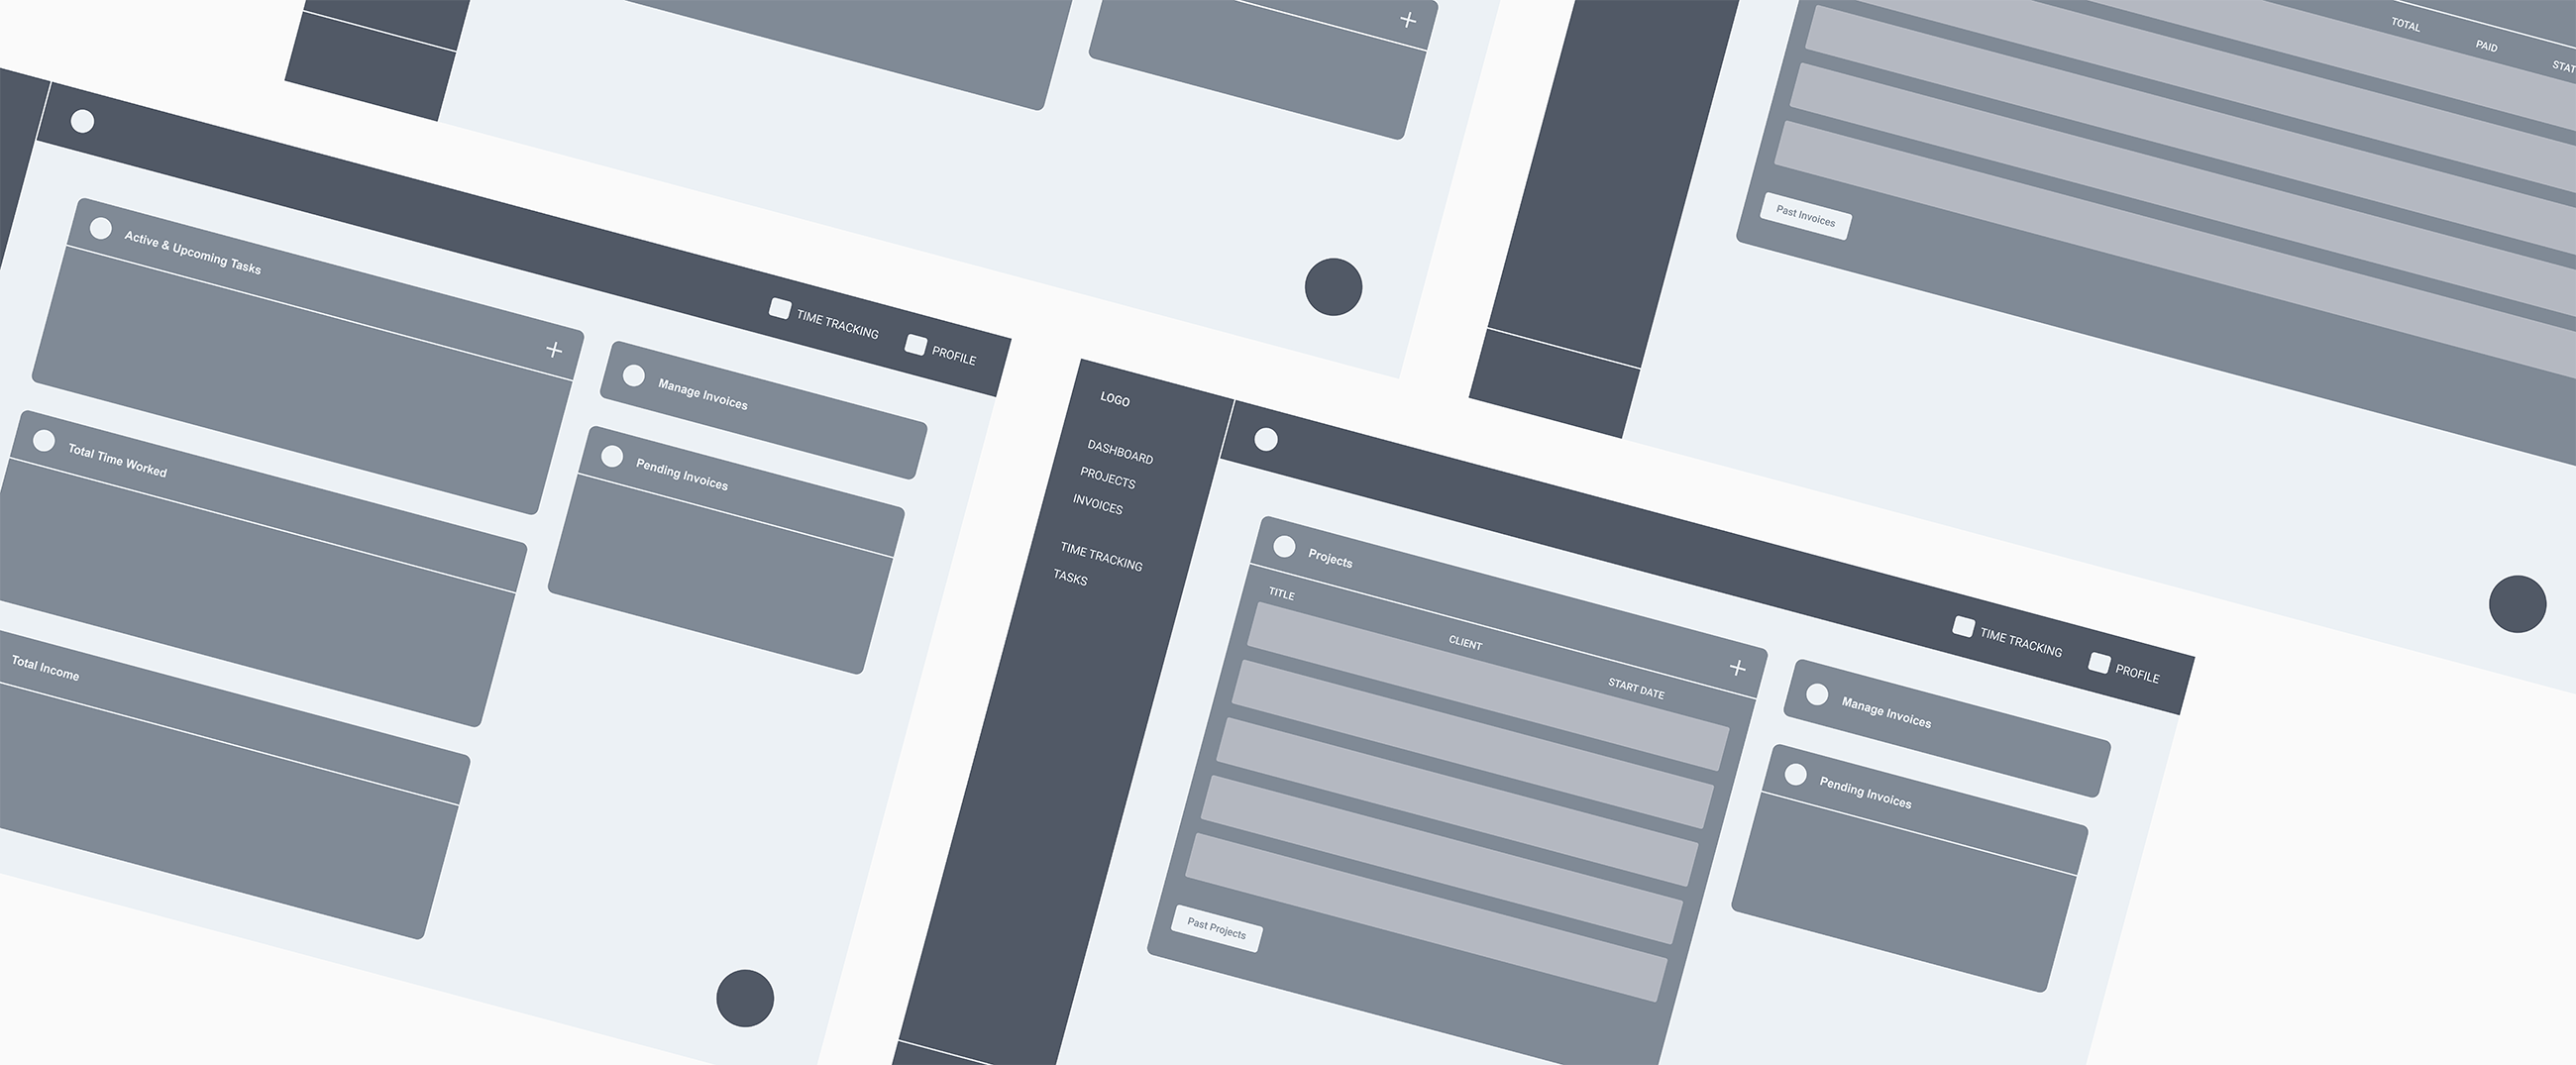 TOTAL
PAID
Past Invoices
Active & Upcoming Tasks
TIME TRACKING
PROFILE
Manage Invoices
Pending Invoices
Total Time Worked
Total Income
LOGO
DASHBOARD
PROJECTS
INVOICES
TIME TRACKING
TASKS
TIME TRACKING
PROFILE
Projects
TITLE
CLIENT
START DATE
Past Projects
Manage Invoices
Pending Invoices